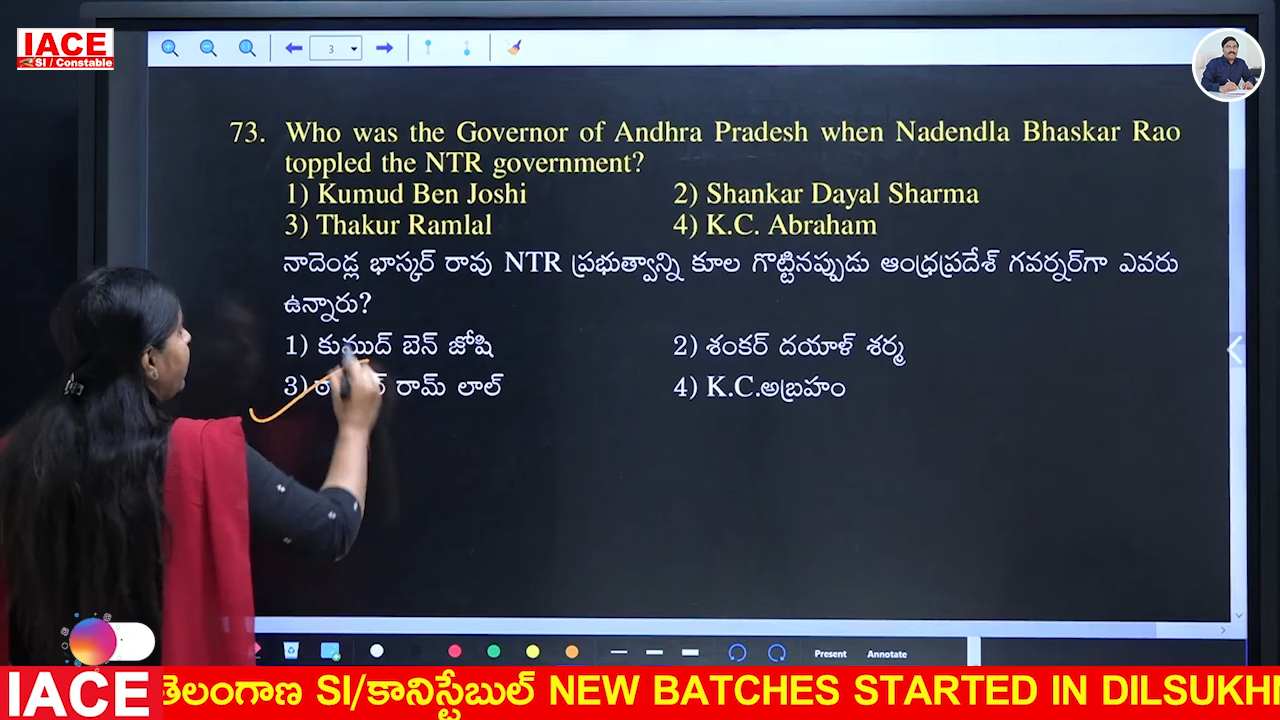 IACE
SI / Constable
3
73. Who was the Governor of Andhra Pradesh when Nadendla Bhaskar Rao
toppled the NTR government?
1) Kumud Ben Joshi 2) Shankar Dayal Sharma
3) Thakur Ramlal 4) K.C. Abraham
నాదెండ్ల భాస్కర్ రావు NTR ప్రభుత్వాన్ని కూల గొట్టినప్పుడు ఆంధ్రప్రదేశ్ గవర్నర్‌గా ఎవరు
ఉన్నారు?
1) కుముద్ బెన్ జోషి 2) శంకర్ దయాళ్ శర్మ
3) రామ్ లాల్ 4) K.C.అబ్రహం
Present Annotate
IACE తెలంగాణ SI/కానిస్టేబుల్ NEW BATCHES STARTED IN